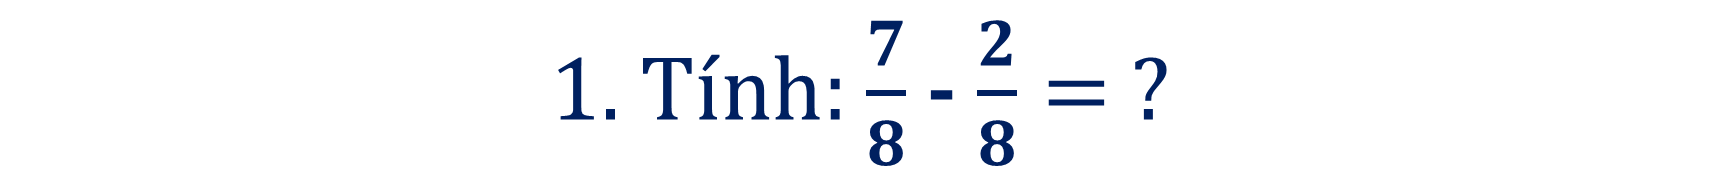 1. Tính: 7/8 - 2/8 = ?